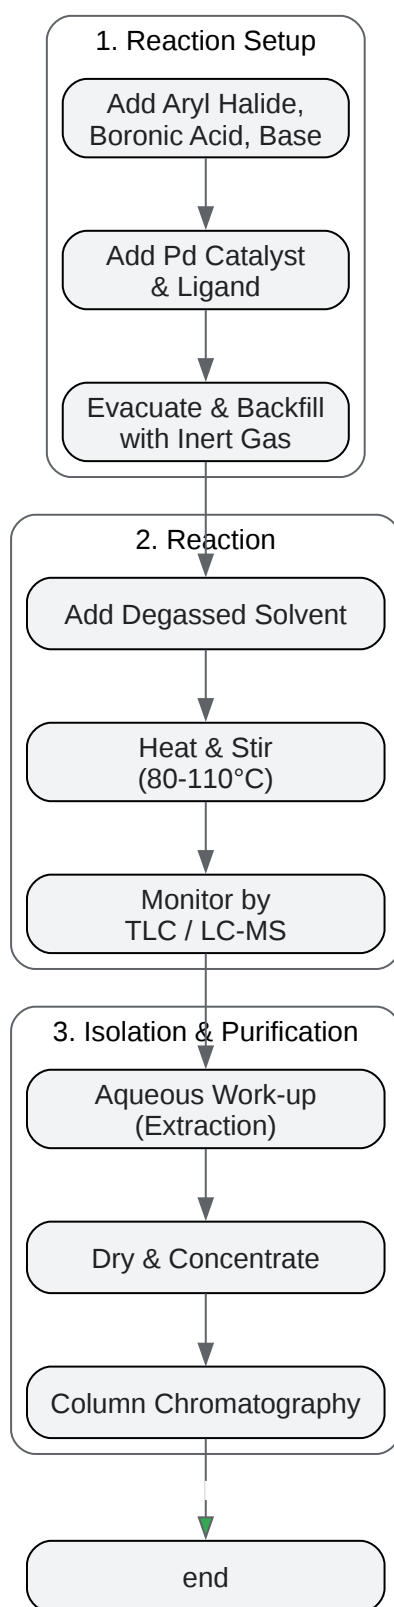 1. Reaction Setup
Add Aryl Halide,
Boronic Acid, Base
Add Pd Catalyst
& Ligand
Evacuate & Backfill
with Inert Gas
2. Reaction
Add Degassed Solvent
Heat & Stir
(80-110°C)
Monitor by
TLC / LC-MS
3. Isolation & Purification
Aqueous Work-up
(Extraction)
Dry & Concentrate
Column Chromatography
end